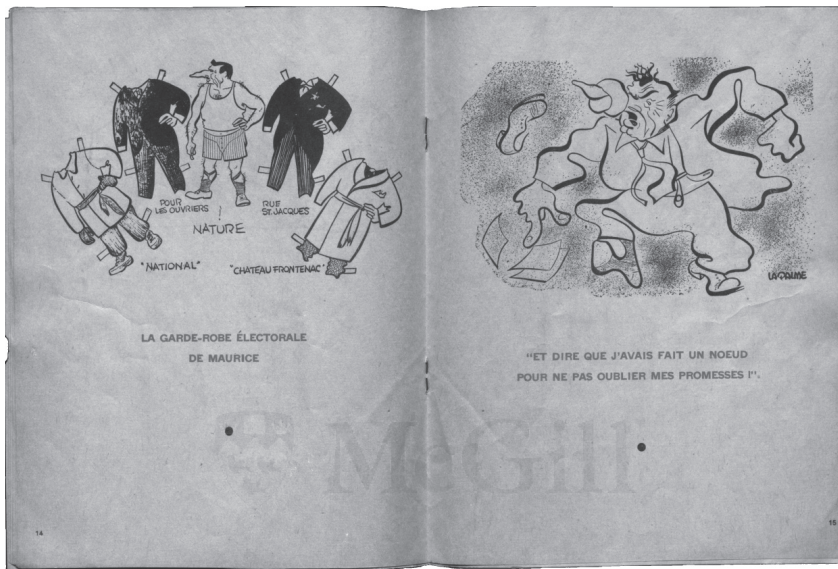 POUR
LES OUVRIERS
NATURE
RUE
ST. JACQUES
"NATIONAL"
"CHATEAU FRONTENAC"
LA GARDE-ROBE ÉLECTORALE
DE MAURICE
14
LAPALME
"ET DIRE QUE J'AVAIS FAIT UN NOEUD
POUR NE PAS OUBLIER MES PROMESSES !".
15
McGill